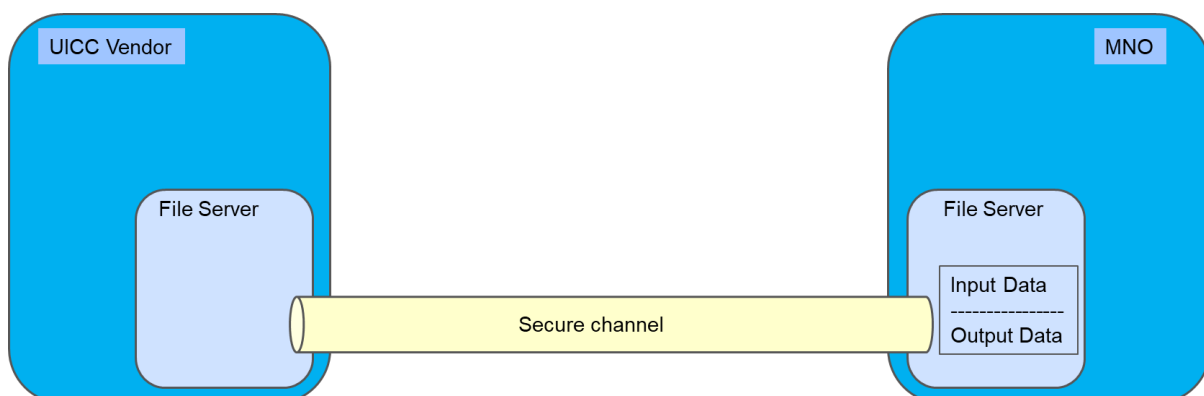 UICC Vendor
MNO
File Server
File Server
Input Data
----------------
Output Data
Secure channel